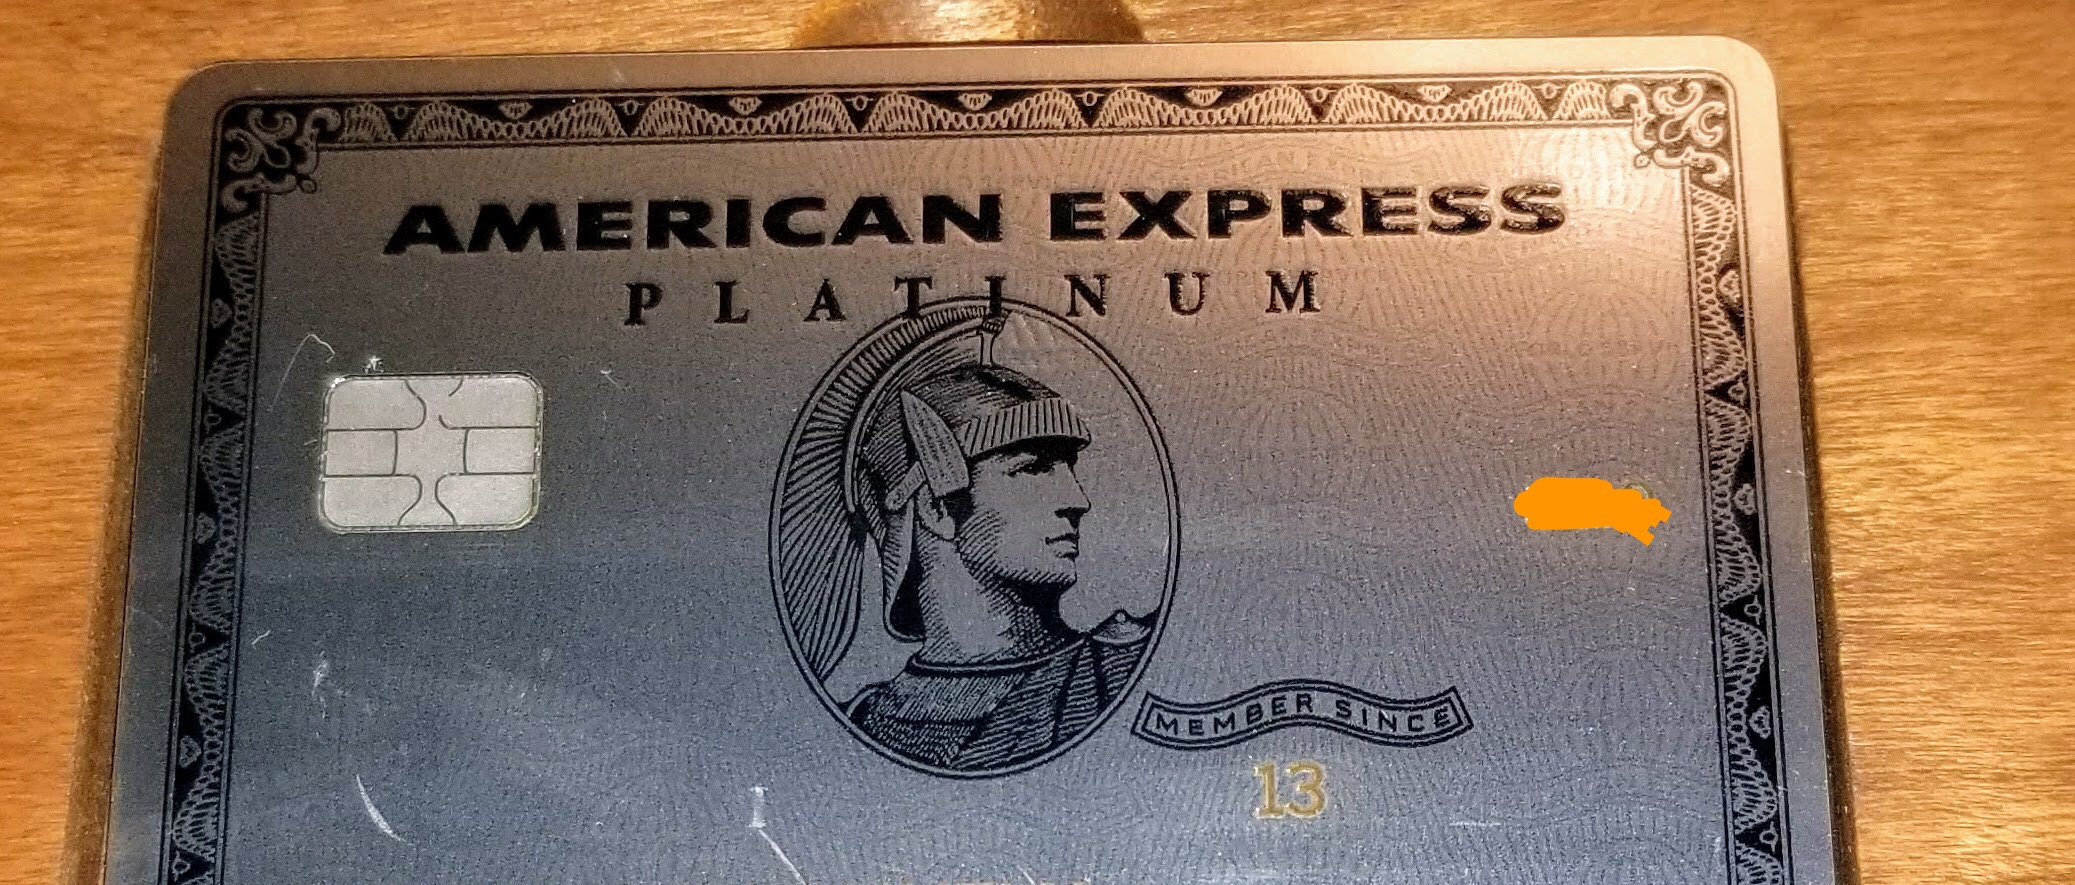 AMERICAN EXPRESS
PLATINUM
MEMBER SINCE
13